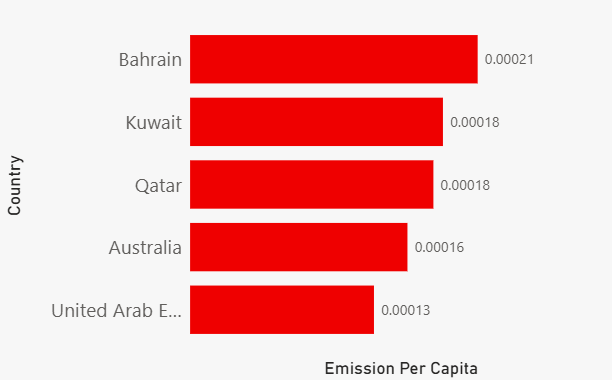 Country
Bahrain 0.00021
Kuwait 0.00018
Qatar 0.00018
Australia 0.00016
United Arab E... 0.00013
Emission Per Capita